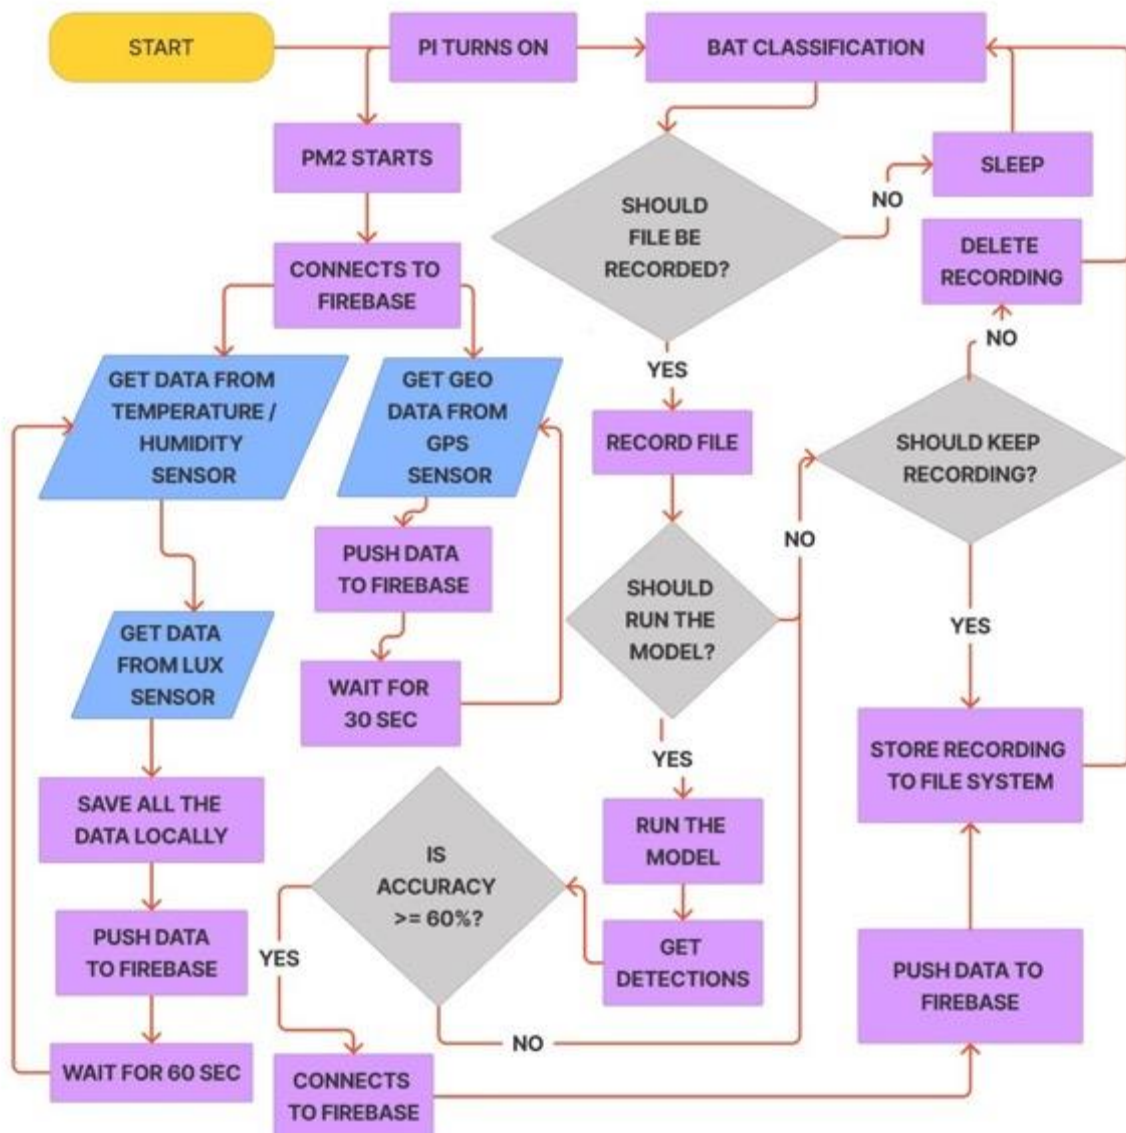 START
PI TURNS ON
BAT CLASSIFICATION
PM2 STARTS
SLEEP
SHOULD
FILE BE
RECORDED?
NO
DELETE
RECORDING
CONNECTS TO
FIREBASE
NO
YES
GET DATA FROM
TEMPERATURE /
HUMIDITY
SENSOR
GET GEO
DATA FROM
GPS
SENSOR
RECORD FILE
SHOULD KEEP
RECORDING?
NO
PUSH DATA
TO FIREBASE
SHOULD
RUN THE
MODEL?
YES
GET DATA
FROM LUX
SENSOR
WAIT FOR
30 SEC
YES
STORE RECORDING
TO FILE SYSTEM
SAVE ALL THE
DATA LOCALLY
RUN THE
MODEL
IS
ACCURACY
>= 60%?
PUSH DATA
TO FIREBASE
YES
GET
DETECTIONS
PUSH DATA TO
FIREBASE
NO
WAIT FOR 60 SEC
CONNECTS
TO FIREBASE